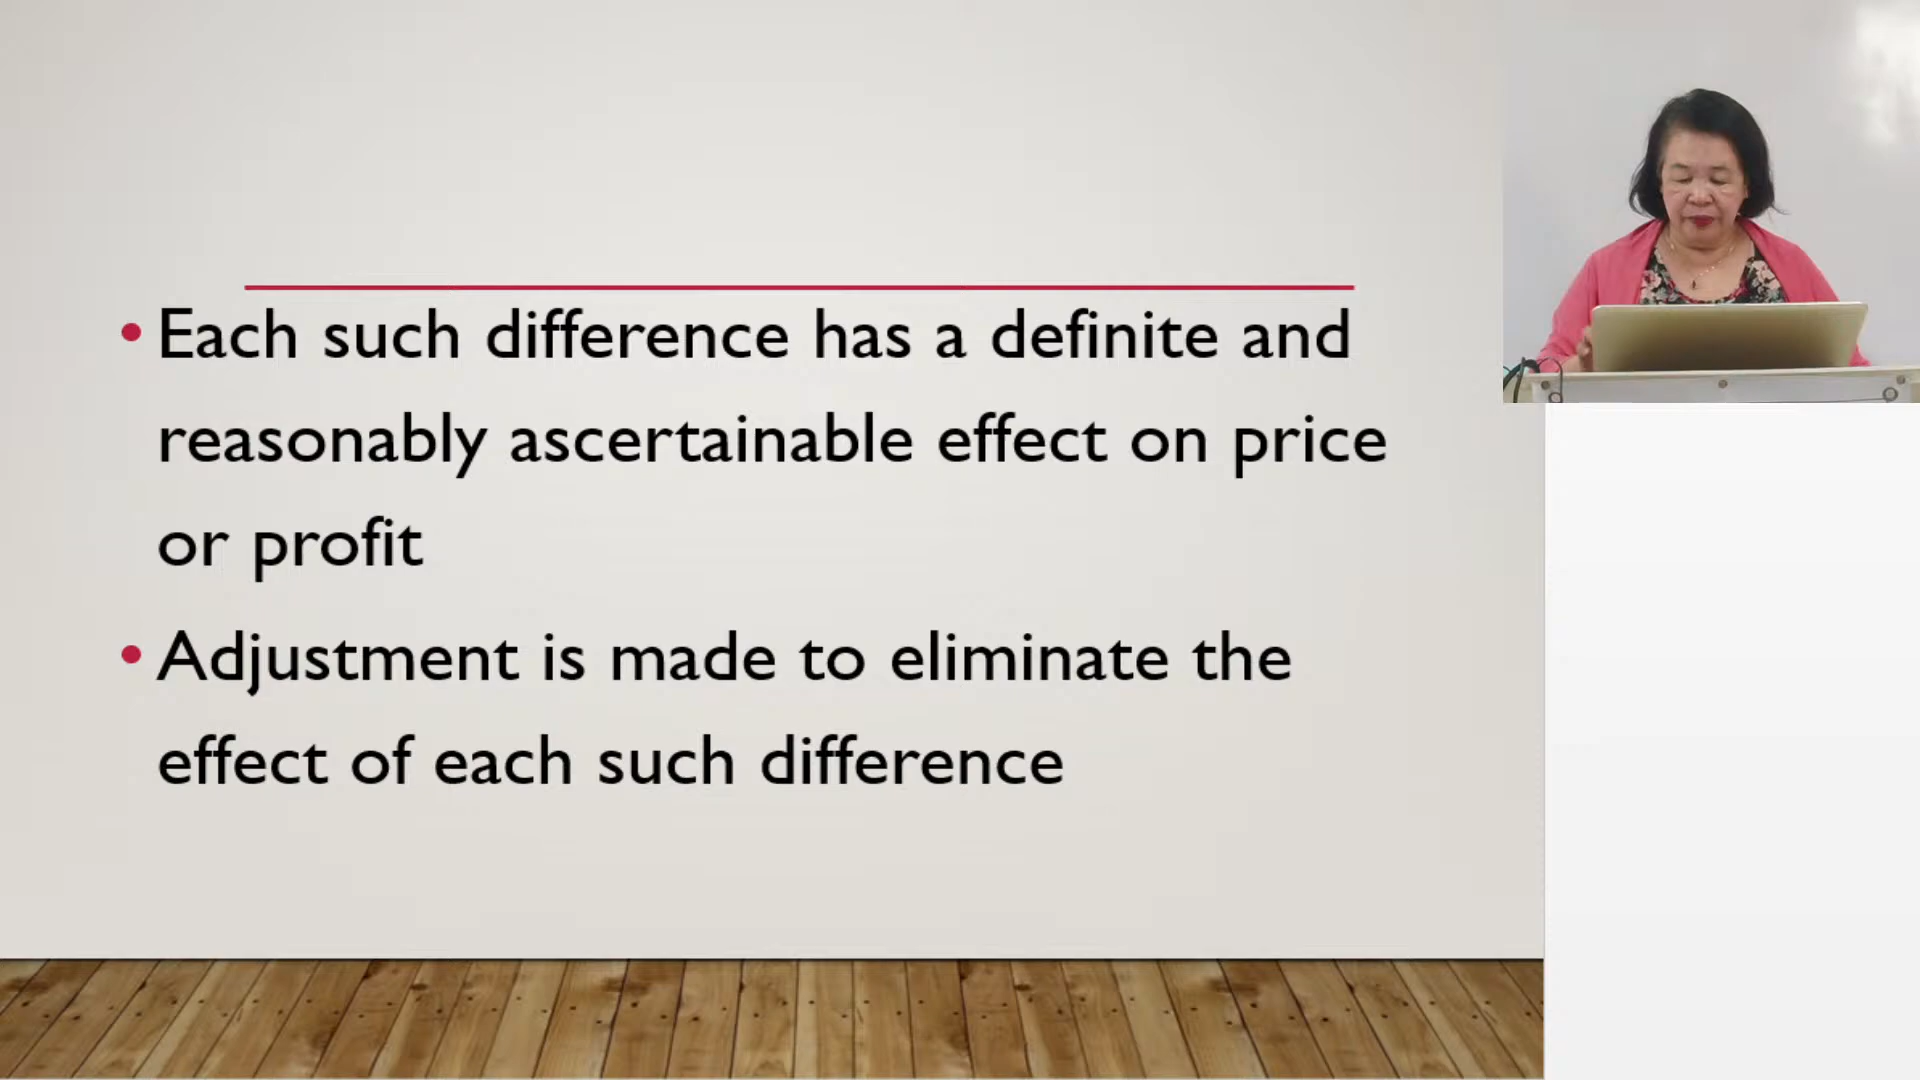 • Each such difference has a definite and
reasonably ascertainable effect on price
or profit
• Adjustment is made to eliminate the
effect of each such difference